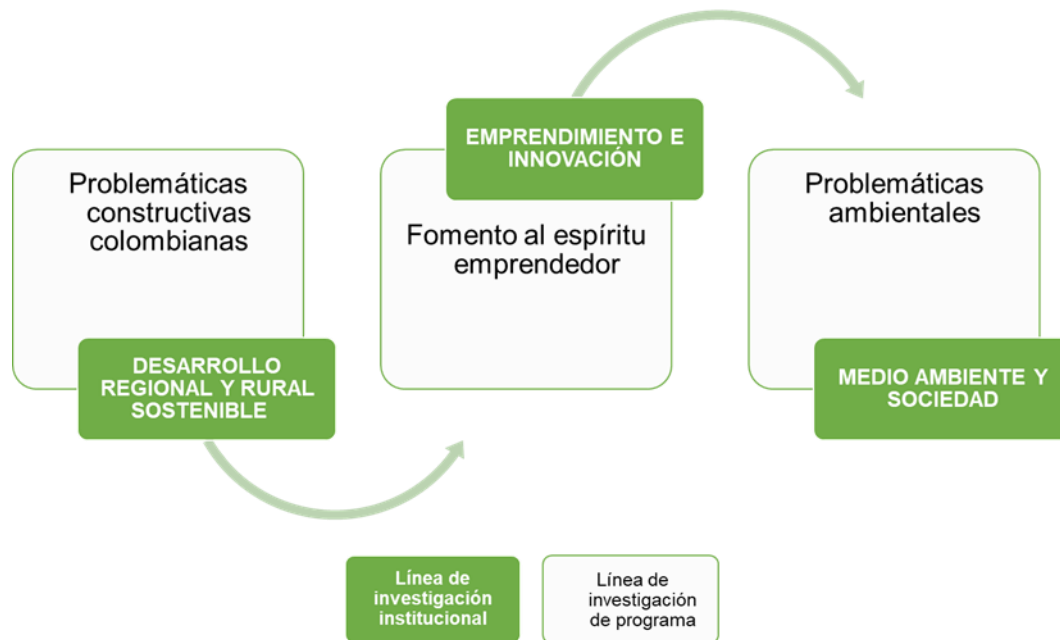 Problemáticas
constructivas
colombianas
DESARROLLO
REGIONAL Y RURAL
SOSTENIBLE
EMPRENDIMIENTO E
INNOVACIÓN
Fomento al espíritu
emprendedor
Problemáticas
ambientales
MEDIO AMBIENTE Y
SOCIEDAD
Línea de
investigación
institucional
Línea de
investigación
de programa